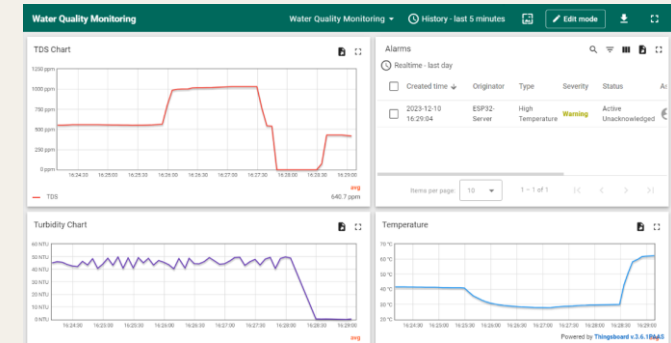 Water Quality Monitoring
Water Quality Monitoring
History - last 5 minutes
Edit mode
TDS Chart
1250 ppm
1000 ppm
750 ppm
500 ppm
250 ppm
0 ppm
16:24:30 16:25:00 16:25:30 16:26:00 16:26:30 16:27:00 16:27:30 16:28:00 16:28:30 16:29:00
avg
TDS 640.7 ppm
Alarms
Realtime - last day
Created time Originator Type Severity Status
2023-12-10 16:29:04
ESP32-Server
High Temperature
Warning
Active Unacknowledged
Items per page: 10 1 – 1 of 1
Turbidity Chart
60 NTU
50 NTU
40 NTU
30 NTU
20 NTU
10 NTU
0 NTU
16:24:30 16:25:00 16:25:30 16:26:00 16:26:30 16:27:00 16:27:30 16:28:00 16:28:30 16:29:00
avg
Temperature
70 °C
60 °C
50 °C
40 °C
30 °C
20 °C
16:24:30 16:25:00 16:25:30 16:26:00 16:26:30 16:27:00 16:27:30 16:28:00 16:28:30 16:29:00
Powered by Thingsboard